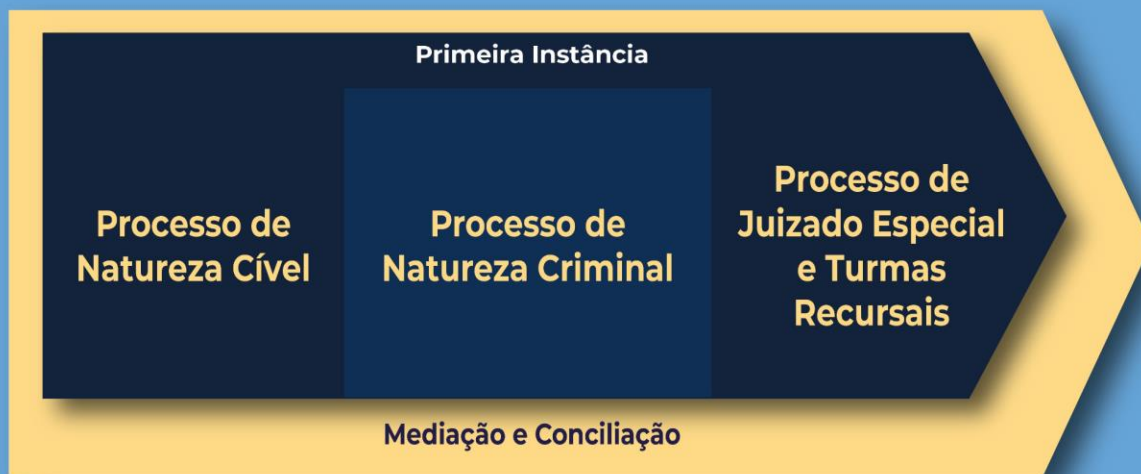 Primeira Instância
Processo de
Natureza Cível
Processo de
Natureza Criminal
Processo de
Juizado Especial
e Turmas
Recursais
Mediação e Conciliação